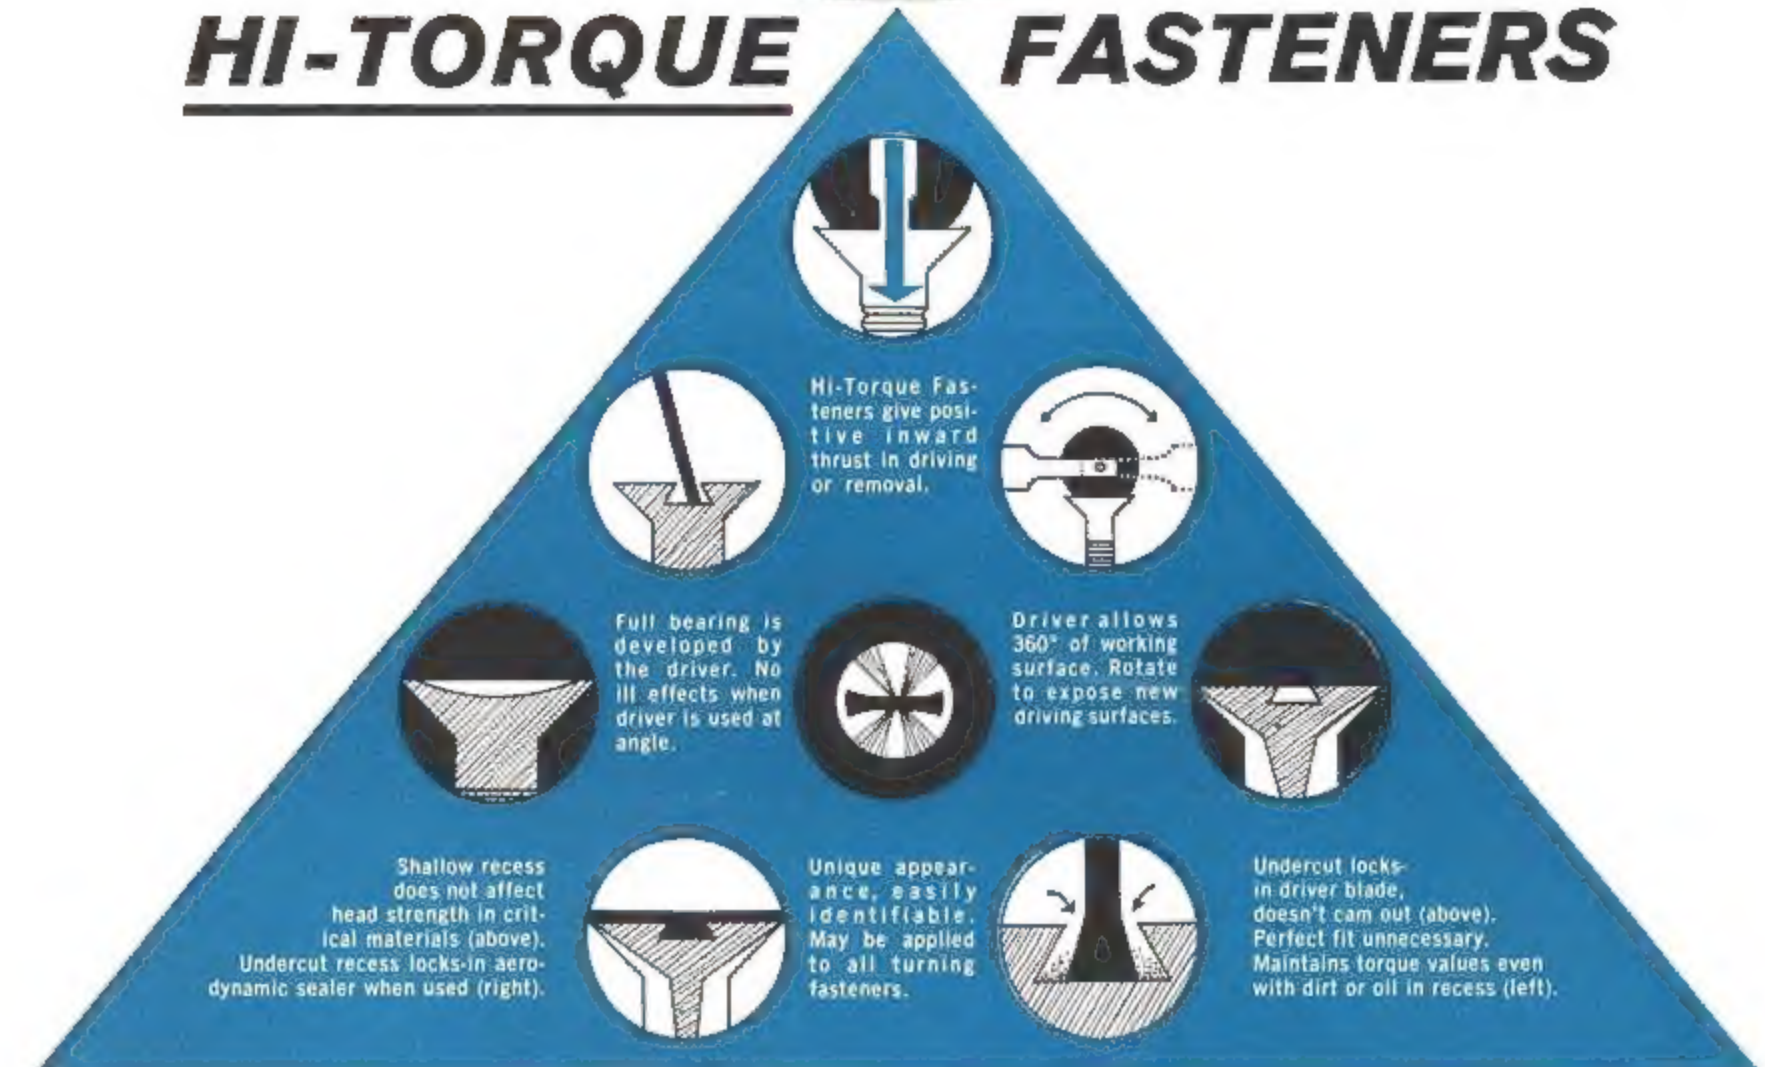 HI-TORQUE FASTENERS
Hi-Torque Fas-
teners give posi-
tive inward
thrust in driving
or removal.
Full bearing is
developed by
the driver. No
ill effects when
driver is used at
angle.
Driver allows
360° of working
surface. Rotate
to expose new
driving surfaces.
Shallow recess
does not affect
head strength in crit-
ical materials (above).
Undercut recess locks-in aero-
dynamic sealer when used (right).
Unique appear-
ance, easily
identifiable.
May be applied
to all turning
fasteners.
Undercut locks-
in driver blade,
doesn't cam out (above).
Perfect fit unnecessary.
Maintains torque values even
with dirt or oil in recess (left).